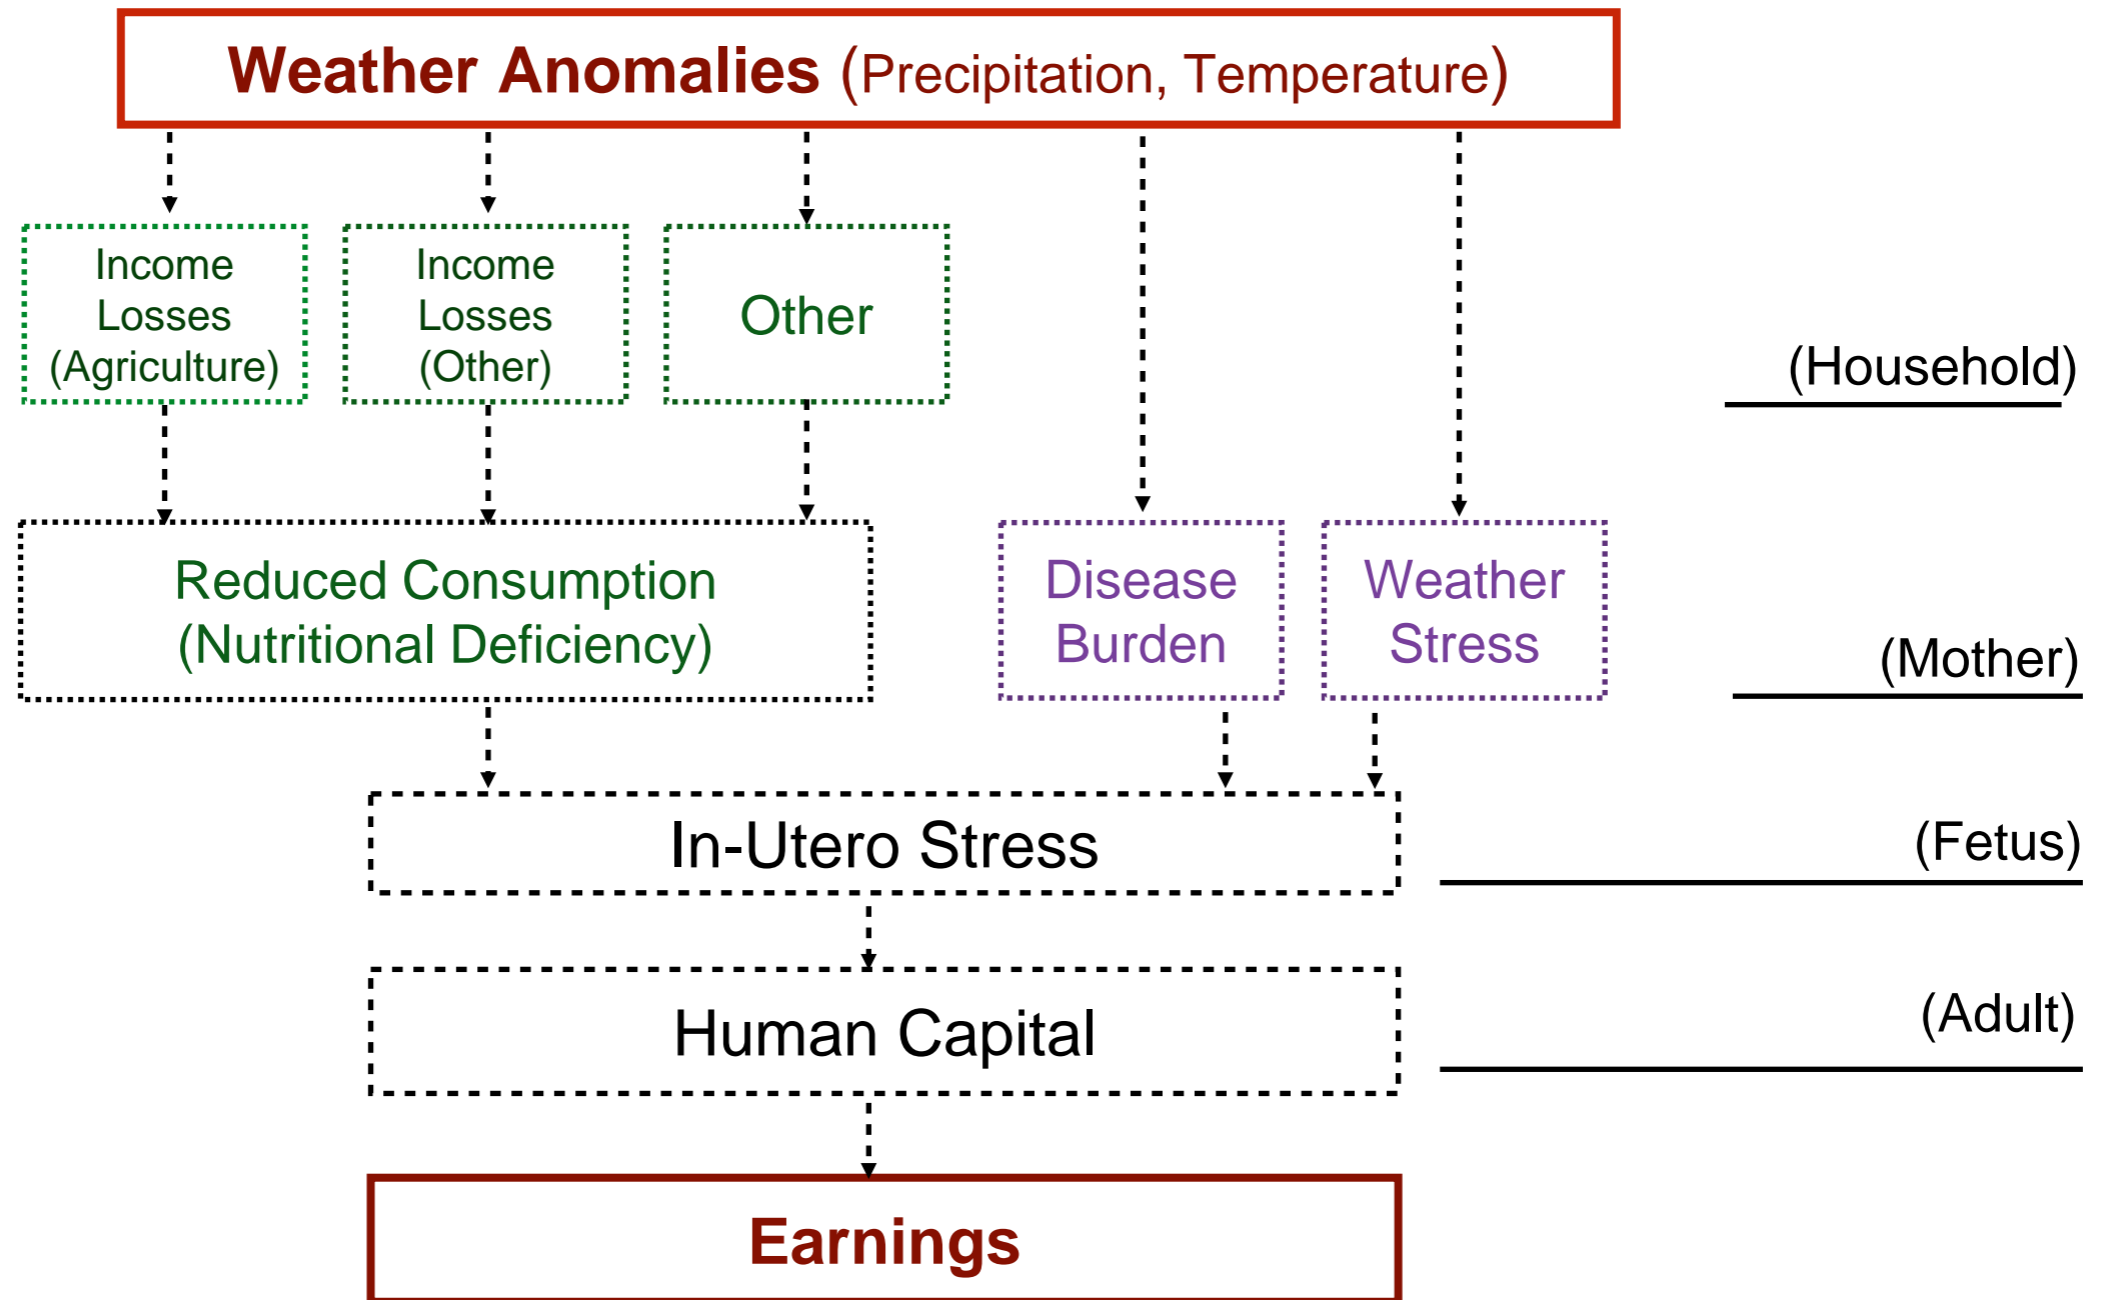 Weather Anomalies (Precipitation, Temperature)
Income
Losses
(Agriculture)
Income
Losses
(Other)
Other
(Household)
Reduced Consumption
(Nutritional Deficiency)
Disease
Burden
Weather
Stress
(Mother)
In-Utero Stress
(Fetus)
Human Capital
(Adult)
Earnings